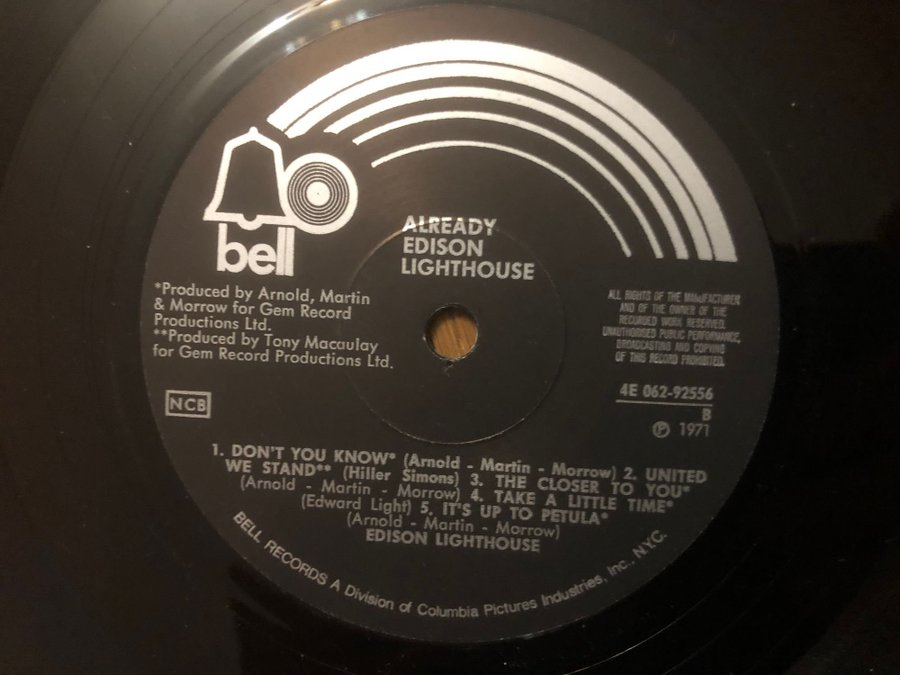 bell
ALREADY
EDISON
LIGHTHOUSE
*Produced by Arnold, Martin
& Morrow for Gem Record
Productions Ltd.
**Produced by Tony Macaulay
for Gem Record Productions Ltd.
NCB
ALL RIGHTS OF THE MANUFACTURER
AND OF THE OWNER OF THE
RECORDED WORK RESERVED.
UNAUTHORISED PUBLIC PERFORMANCE,
BROADCASTING AND COPYING
OF THIS RECORD PROHIBITED.
4E 062-92556
B
Ⓟ 1971
1. DON'T YOU KNOW* (Arnold - Martin - Morrow) 2. UNITED
WE STAND** (Hiller Simons) 3. THE CLOSER TO YOU*
(Arnold - Martin - Morrow) 4. TAKE A LITTLE TIME*
(Edward Light) 5. IT'S UP TO PETULA*
(Arnold - Martin - Morrow)
EDISON LIGHTHOUSE
BELL RECORDS A Division of Columbia Pictures Industries, Inc., N.Y.C.